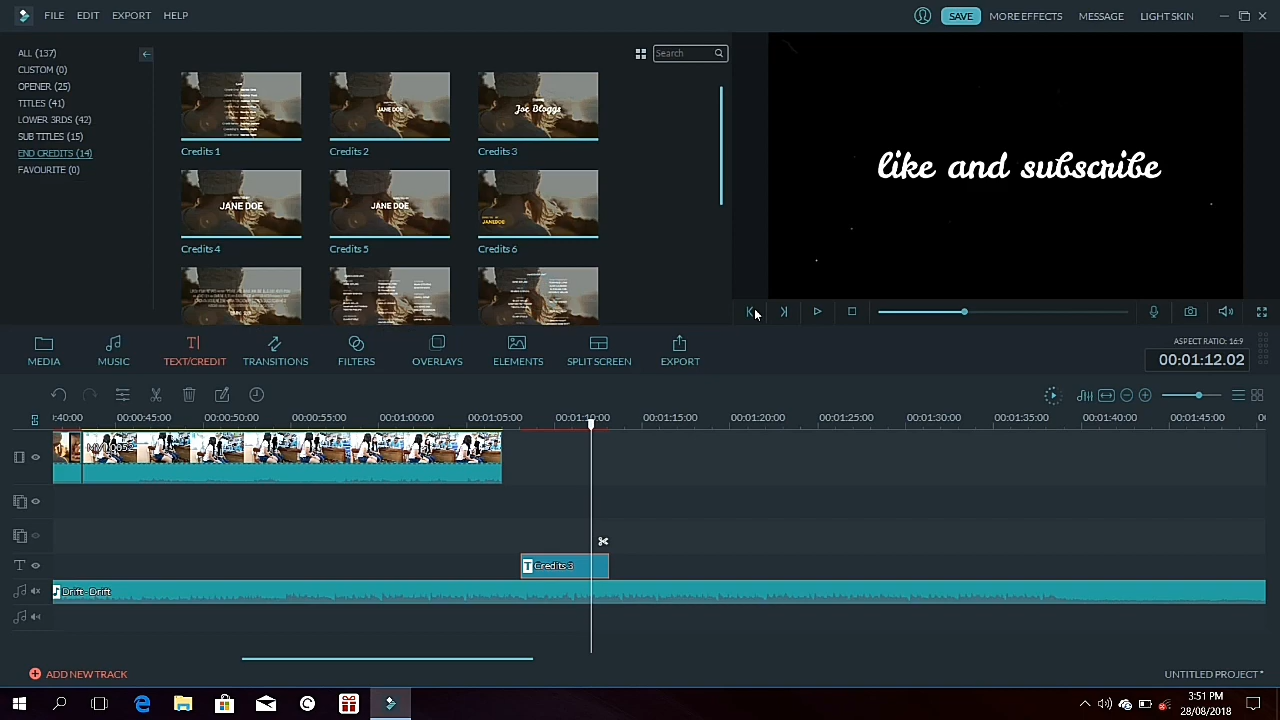 FILE EDIT EXPORT HELP
SAVE MORE EFFECTS MESSAGE LIGHT SKIN
ALL (137)
CUSTOM (0)
OPENER (25)
TITLES (41)
LOWER 3RDS (42)
SUB TITLES (15)
END CREDITS (14)
FAVOURITE (0)
Search
JANE DOE
Joe Bloggs
Credits 1 Credits 2 Credits 3
JANE DOE
JANE DOE
JANEDOE
Credits 4 Credits 5 Credits 6
like and subscribe
MEDIA MUSIC TEXT/CREDIT TRANSITIONS FILTERS OVERLAYS ELEMENTS SPLIT SCREEN EXPORT
ASPECT RATIO: 16:9
00:01:12.02
:40:00 00:00:45:00 00:00:50:00 00:00:55:00 00:01:00:00 00:01:05:00 00:01:10:00 00:01:15:00 00:01:20:00 00:01:25:00 00:01:30:00 00:01:35:00 00:01:40:00 00:01:45:00
T Credits 3
Drift - Drift
ADD NEW TRACK
UNTITLED PROJECT*
3:51 PM
28/08/2018